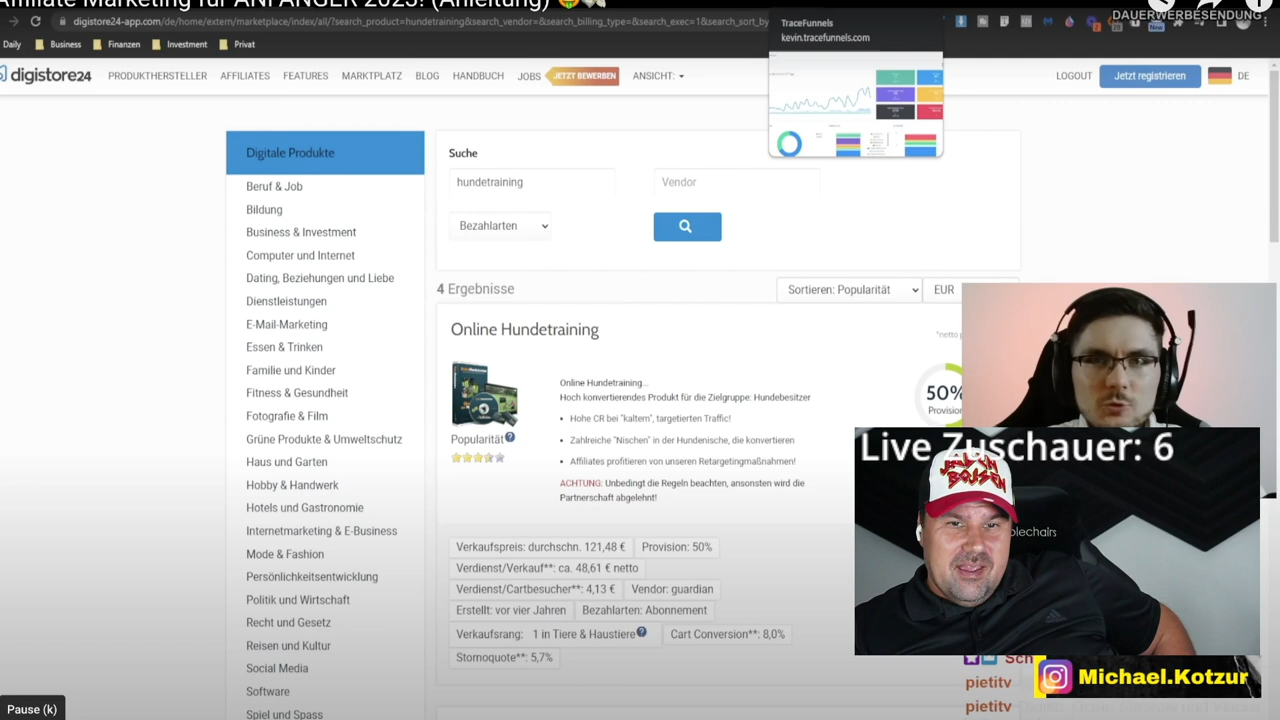 Affiliate Marketing für ANFÄNGER 2023! (Anleitung)
DAUERWERBESENDUNG
digistore24-app.com/de/home/extern/marketplace/index/all/?search_product=hundetraining&search_vendor=&search_billing_type=&search_exec=1&search_sort_by
TraceFunnels
kevin.tracefunnels.com
Daily Business Finanzen Investment Privat
digistore24 PRODUKTHERSTELLER AFFILIATES FEATURES MARKTPLATZ BLOG HANDBUCH JOBS JETZT BEWERBEN ANSICHT: LOGOUT Jetzt registrieren DE
Digitale Produkte
Beruf & Job
Bildung
Business & Investment
Computer und Internet
Dating, Beziehungen und Liebe
Dienstleistungen
E-Mail-Marketing
Essen & Trinken
Familie und Kinder
Fitness & Gesundheit
Fotografie & Film
Grüne Produkte & Umweltschutz
Haus und Garten
Hobby & Handwerk
Hotels und Gastronomie
Internetmarketing & E-Business
Mode & Fashion
Persönlichkeitsentwicklung
Politik und Wirtschaft
Recht und Gesetz
Reisen und Kultur
Social Media
Software
Spiel und Spass
Suche
hundetraining Vendor
Bezahlarten
4 Ergebnisse Sortieren: Popularität EUR
Online Hundetraining
*netto
50%
Provision
Popularität
Online Hundetraining...
Hoch konvertierendes Produkt für die Zielgruppe: Hundebesitzer
• Hohe CR bei "kaltem", targetierten Traffic!
• Zahlreiche "Nischen" in der Hundenische, die konvertieren
• Affiliates profitieren von unseren Retargetingmaßnahmen!
ACHTUNG: Unbedingt die Regeln beachten, ansonsten wird die
Partnerschaft abgelehnt!
Verkaufspreis: durchschn. 121,48 € Provision: 50%
Verdienst/Verkauf**: ca. 48,61 € netto
Verdienst/Cartbesucher**: 4,13 € Vendor: guardian
Erstellt: vor vier Jahren Bezahlarten: Abonnement
Verkaufsrang: 1 in Tiere & Haustiere Cart Conversion**: 8,0%
Stornoquote**: 5,7%
Live Zuschauer: 6
blechairs
Sch
pietitv
pietitv
Michael.Kotzur
Pause (k)